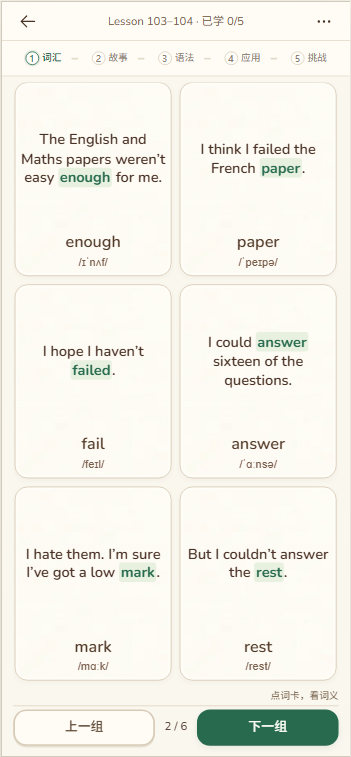 Lesson 103–104 · 已学 0/5
1 词汇 2 故事 3 语法 4 应用 5 挑战
The English and
Maths papers weren't
easy enough for me.
enough
/ɪˈnʌf/
I think I failed the
French paper.
paper
/ˈpeɪpə/
I hope I haven't
failed.
fail
/feɪl/
I could answer
sixteen of the
questions.
answer
/ˈɑːnsə/
I hate them. I'm sure
I've got a low mark.
mark
/mɑːk/
But I couldn't answer
the rest.
rest
/rest/
点词卡，看词义
上一组 2 / 6 下一组